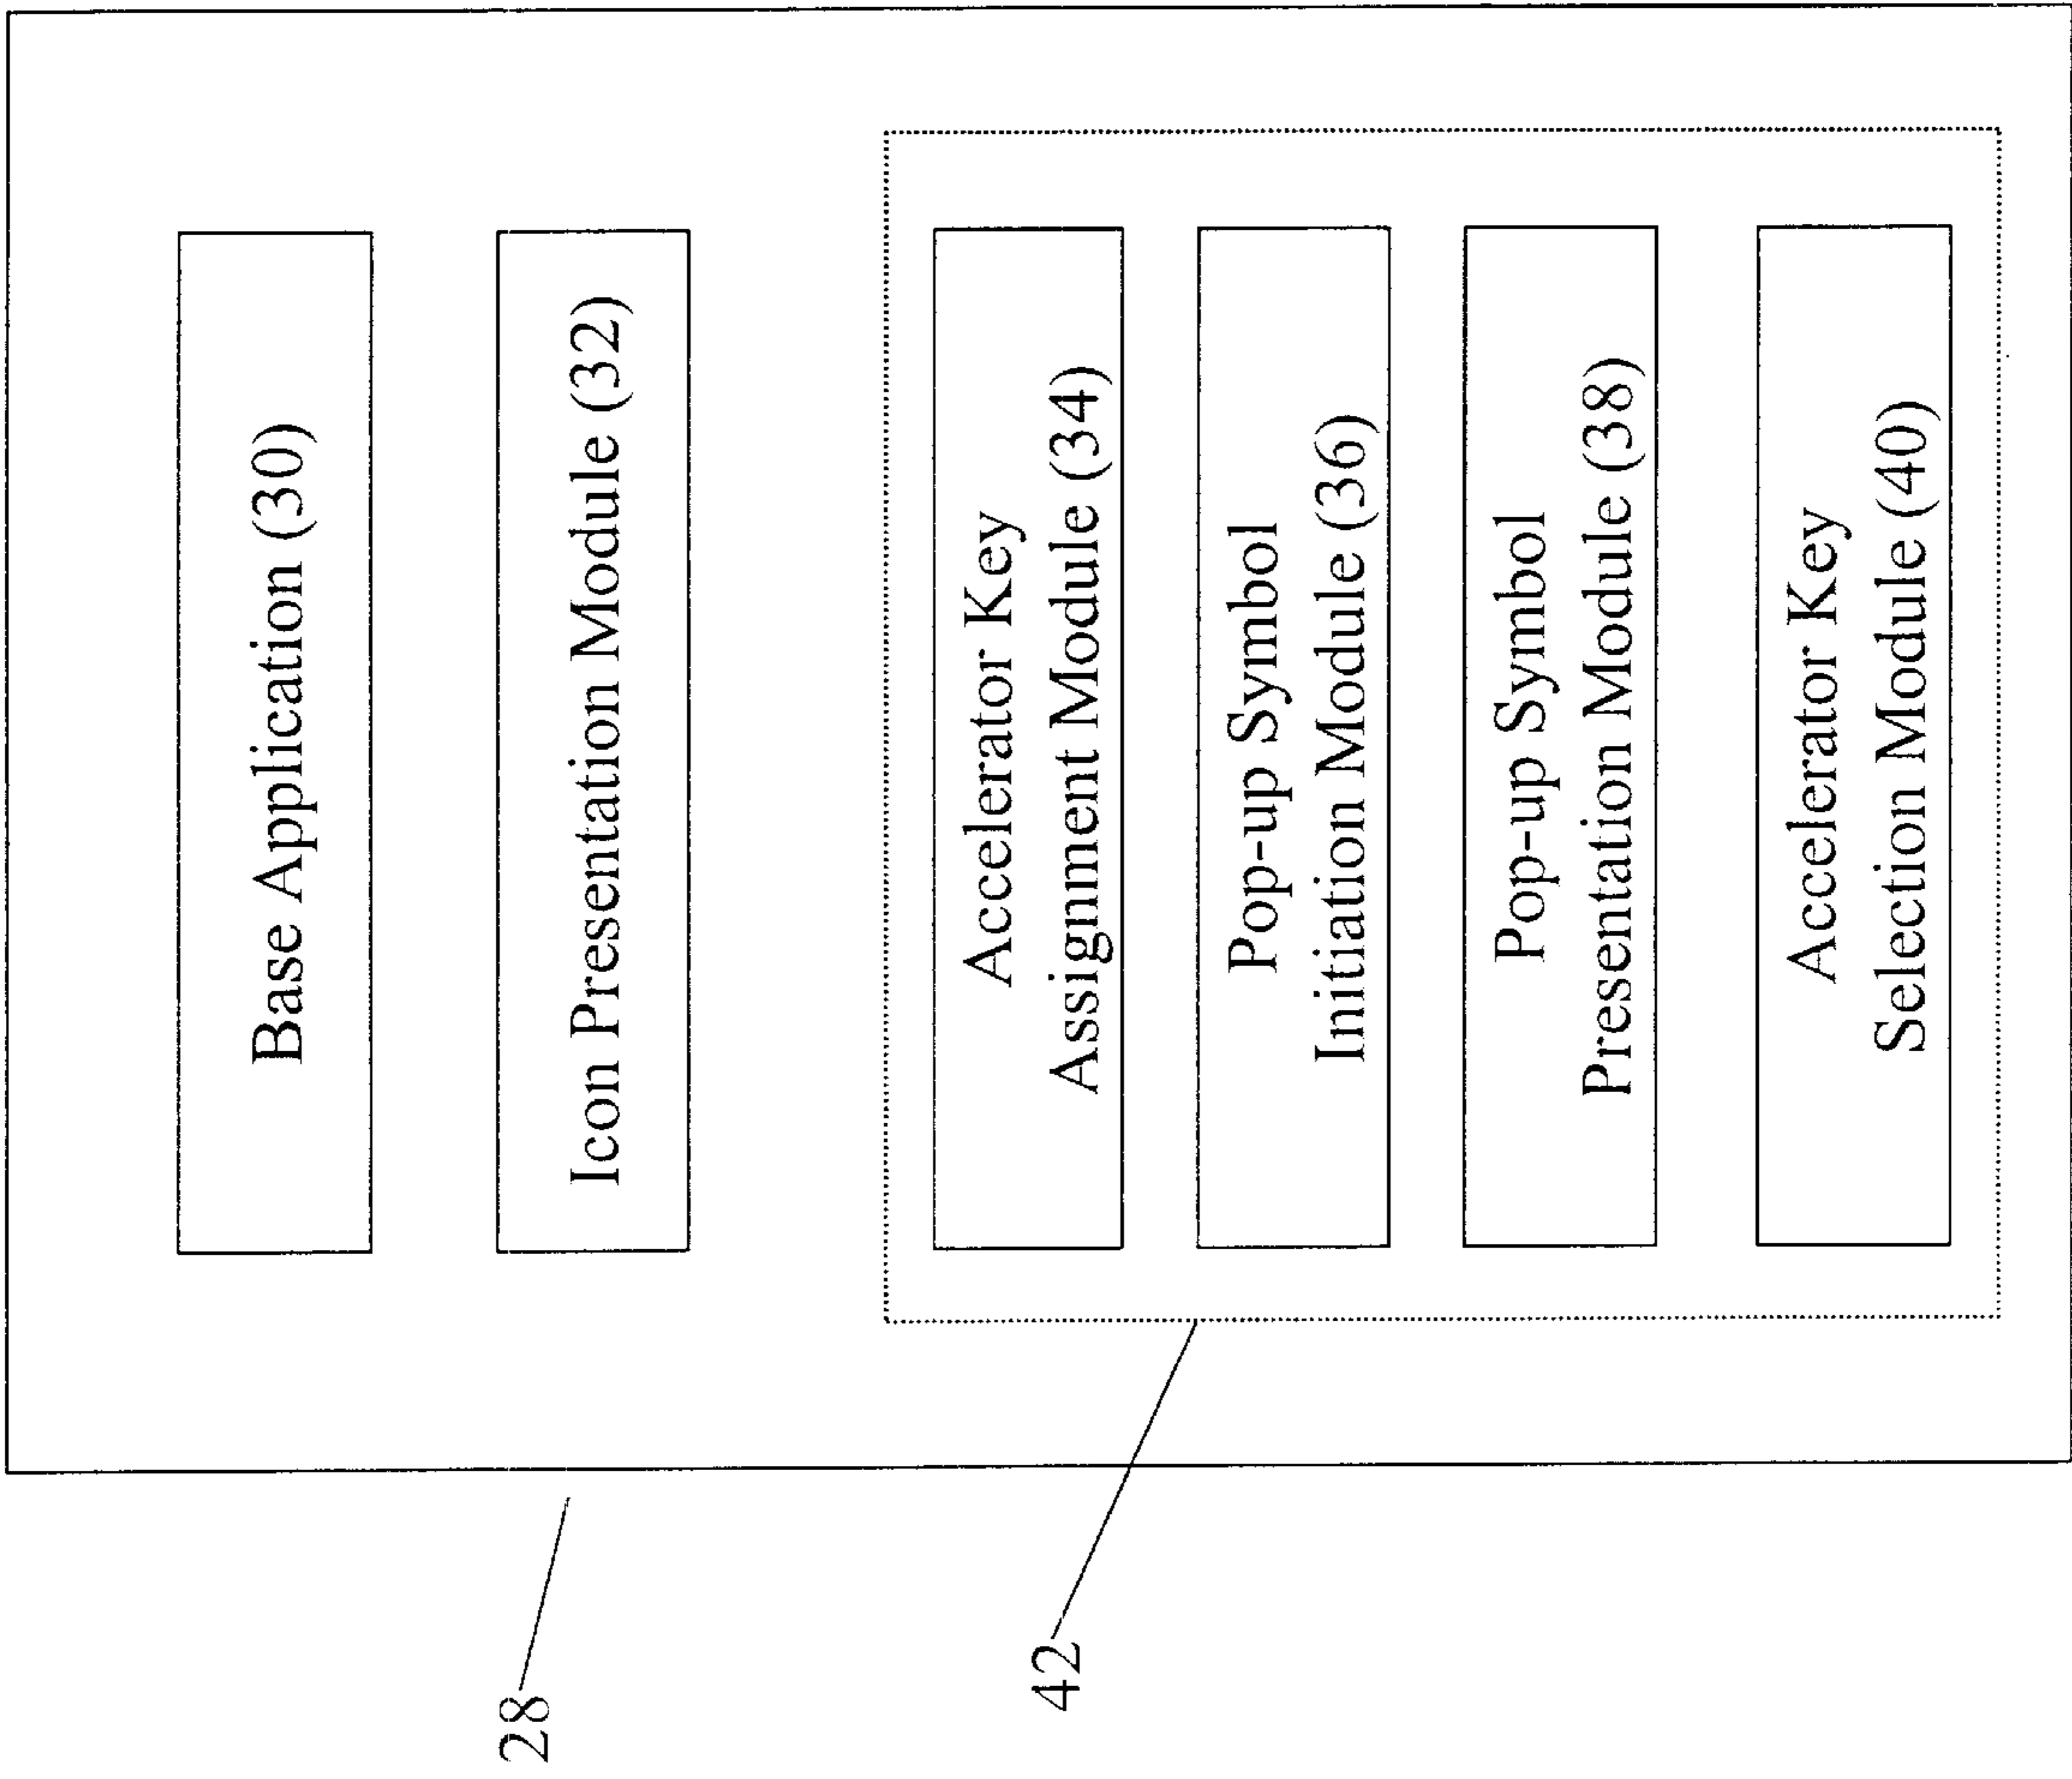 Base Application (30)
Icon Presentation Module (32)
Accelerator Key
Assignment Module (34)
Pop-up Symbol
Initiation Module (36)
Pop-up Symbol
Presentation Module (38)
Accelerator Key
Selection Module (40)
28
42